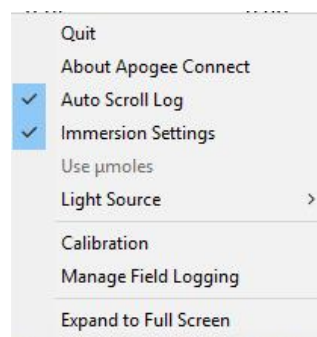 Quit
About Apogee Connect
Auto Scroll Log
Immersion Settings
Use µmoles
Light Source
Calibration
Manage Field Logging
Expand to Full Screen